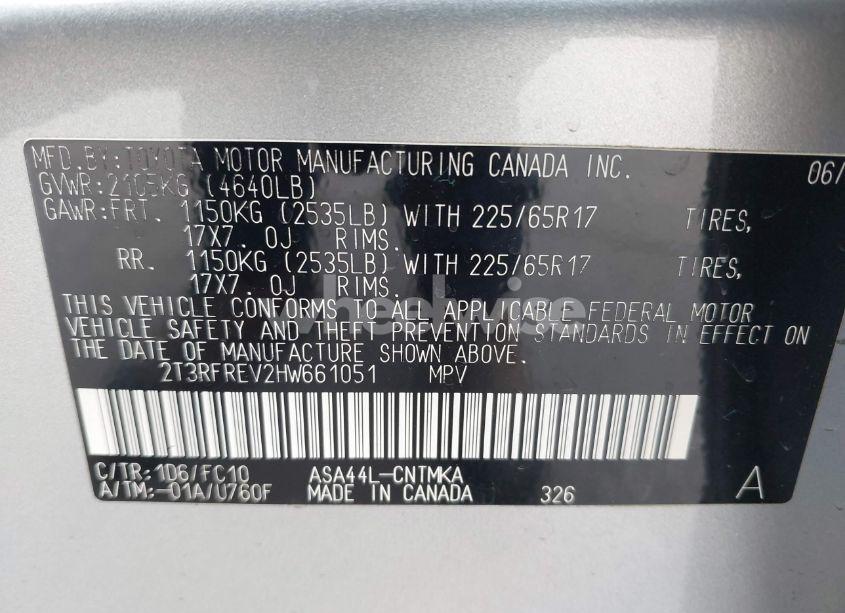 MFD.BY:TOYOTA MOTOR MANUFACTURING CANADA INC. 06/
GVWR:2105KG (4640LB)
GAWR:FRT. 1150KG (2535LB) WITH 225/65R17 TIRES,
17X7.0J RIMS.
RR. 1150KG (2535LB) WITH 225/65R17 TIRES,
17X7.0J RIMS.
THIS VEHICLE CONFORMS TO ALL APPLICABLE FEDERAL MOTOR
VEHICLE SAFETY AND THEFT PREVENTION STANDARDS IN EFFECT ON
THE DATE OF MANUFACTURE SHOWN ABOVE.
wheelwise
2T3RFREV2HW661051 MPV
C/TR:1D6/FC10 ASA44L-CNTMKA
A/TM:-01A/U760F MADE IN CANADA 326 A